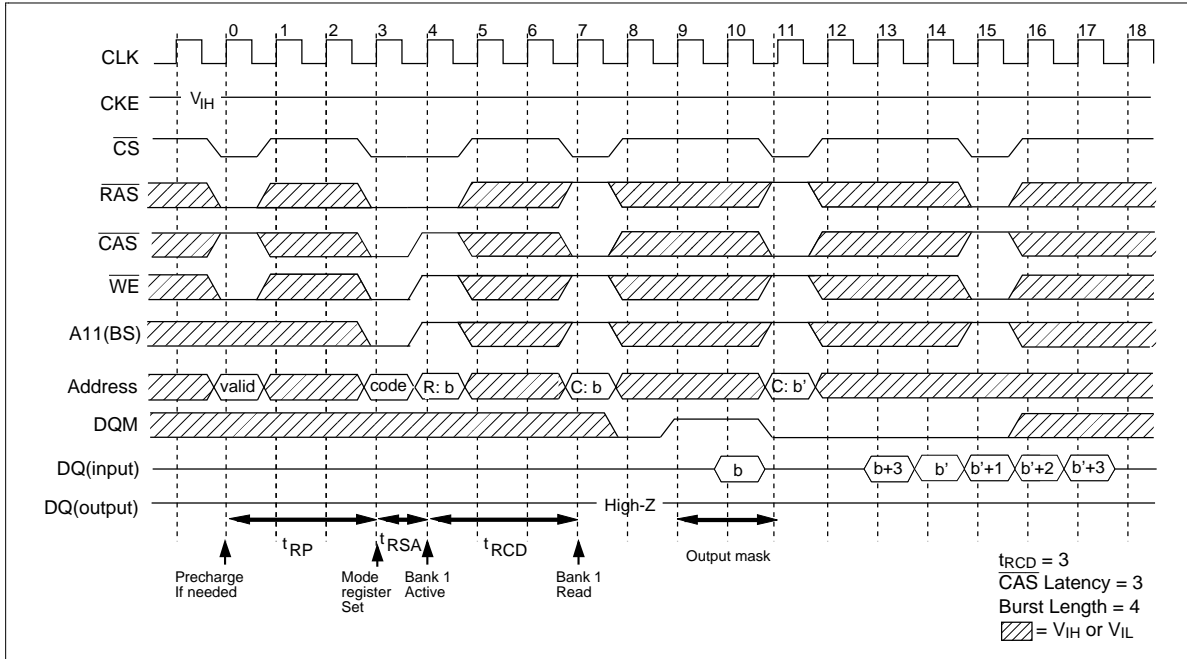 0 1 2 3 4 5 6 7 8 9 10 11 12 13 14 15 16 17 18
CLK
CKE VIH
CS
RAS
CAS
WE
A11(BS)
Address valid code R: b C: b C: b'
DQM
DQ(input) b b+3 b' b'+1 b'+2 b'+3
DQ(output) High-Z
tRP tRSA tRCD Output mask
Precharge
If needed
Mode
register
Set
Bank 1
Active
Bank 1
Read
tRCD = 3
CAS Latency = 3
Burst Length = 4
= VIH or VIL